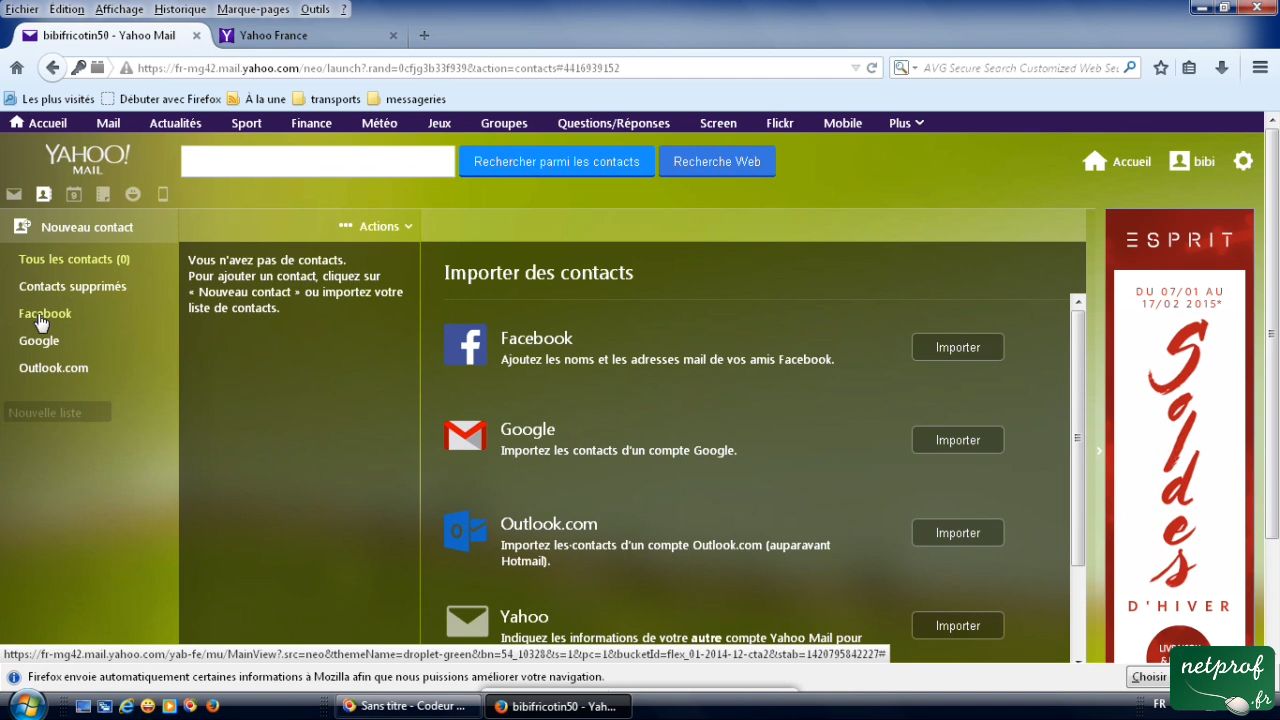 Fichier Édition Affichage Historique Marque-pages Outils ?
bibifricotin50 - Yahoo Mail × Yahoo France × +
https://fr-mg42.mail.yahoo.com/neo/launch?.rand=0cfjg3b33f939&action=contacts#4416939152
AVG Secure Search Customized Web Sec
Les plus visités Débuter avec Firefox À la une transports messageries
Accueil Mail Actualités Sport Finance Météo Jeux Groupes Questions/Réponses Screen Flickr Mobile Plus
YAHOO!
MAIL
Rechercher parmi les contacts Recherche Web Accueil bibi
9
Nouveau contact
Tous les contacts (0)
Contacts supprimés
Facebook
Google
Outlook.com
Nouvelle liste
Actions
Vous n'avez pas de contacts.
Pour ajouter un contact, cliquez sur
« Nouveau contact » ou importez votre
liste de contacts.
Importer des contacts
Facebook
Ajoutez les noms et les adresses mail de vos amis Facebook.
Importer
Google
Importez les contacts d'un compte Google.
Importer
Outlook.com
Importez les contacts d'un compte Outlook.com (auparavant
Hotmail).
Importer
Yahoo
Indiquez les informations de votre autre compte Yahoo Mail pour
Importer
ESPRIT
DU 07/01 AU
17/02 2015*
Soldes
D'HIVER
https://fr-mg42.mail.yahoo.com/yab-fe/mu/MainView?.src=neo&themeName=droplet-green&bn=54_10328&s=1&pc=1&bucketId=flex_01-2014-12-cta2&stab=1420795842227#
Firefox envoie automatiquement certaines informations à Mozilla afin que nous puissions améliorer votre navigation.
Choisir
netprof
.fr
Sans titre - Codeur ...
bibifricotin50 - Yah...
FR